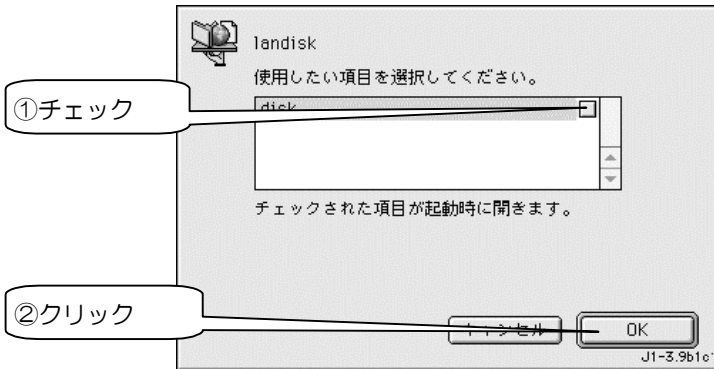 landisk
使用したい項目を選択してください。
①チェック
disk
チェックされた項目が起動時に開きます。
②クリック
キャンセル
OK
J1-3.9b1c1